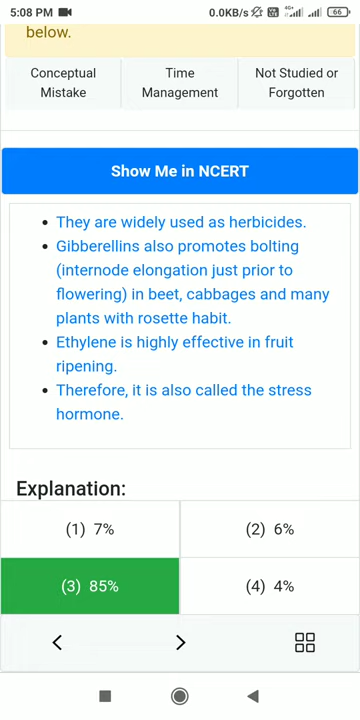 5:08 PM
0.0KB/s 4G+ 66
below.
Conceptual Mistake
Time Management
Not Studied or Forgotten
Show Me in NCERT
• They are widely used as herbicides.
• Gibberellins also promotes bolting
(internode elongation just prior to
flowering) in beet, cabbages and many
plants with rosette habit.
• Ethylene is highly effective in fruit
ripening.
• Therefore, it is also called the stress
hormone.
Explanation:
(1) 7%
(2) 6%
(3) 85%
(4) 4%